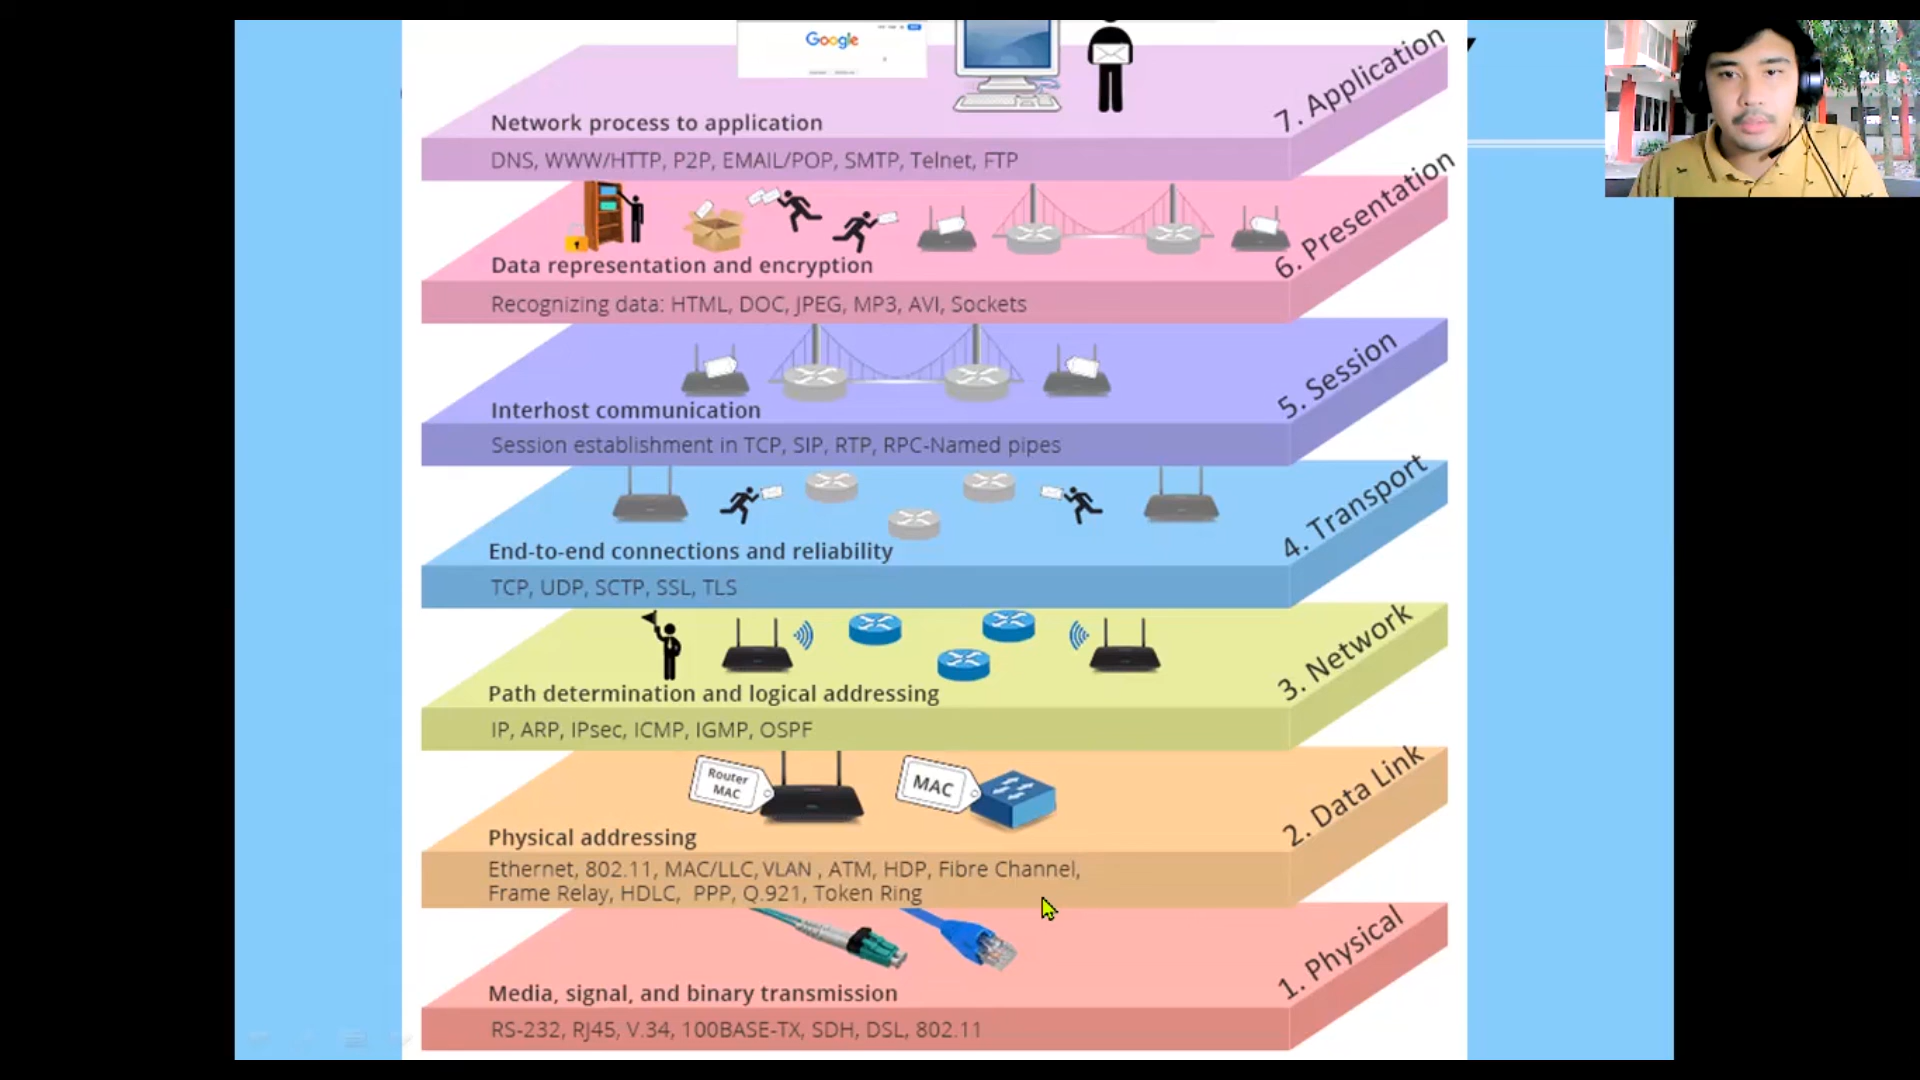 Google
7. Application
Network process to application
DNS, WWW/HTTP, P2P, EMAIL/POP, SMTP, Telnet, FTP
6. Presentation
Data representation and encryption
Recognizing data: HTML, DOC, JPEG, MP3, AVI, Sockets
5. Session
Interhost communication
Session establishment in TCP, SIP, RTP, RPC-Named pipes
4. Transport
End-to-end connections and reliability
TCP, UDP, SCTP, SSL, TLS
3. Network
Path determination and logical addressing
IP, ARP, IPsec, ICMP, IGMP, OSPF
2. Data Link
Router
MAC
MAC
Physical addressing
Ethernet, 802.11, MAC/LLC, VLAN , ATM, HDP, Fibre Channel,
Frame Relay, HDLC, PPP, Q.921, Token Ring
1. Physical
Media, signal, and binary transmission
RS-232, RJ45, V.34, 100BASE-TX, SDH, DSL, 802.11